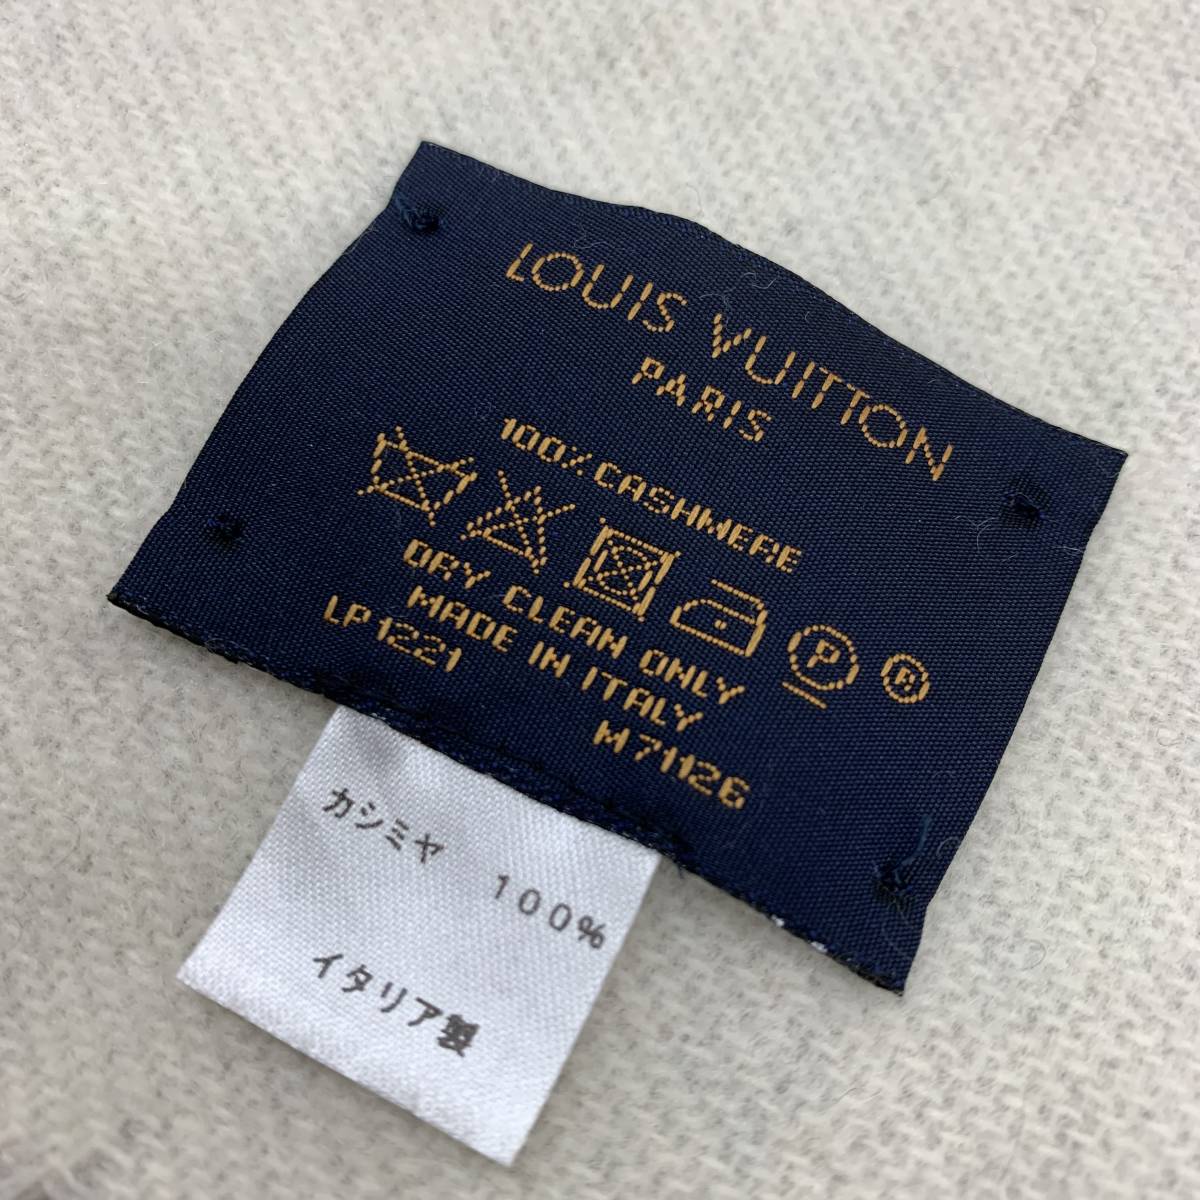 LOUIS VUITTON
PARIS
100% CASHMERE
P ®
DRY CLEAN ONLY
MADE IN ITALY
LP1221 M71126
カシミヤ 100%
イタリア製